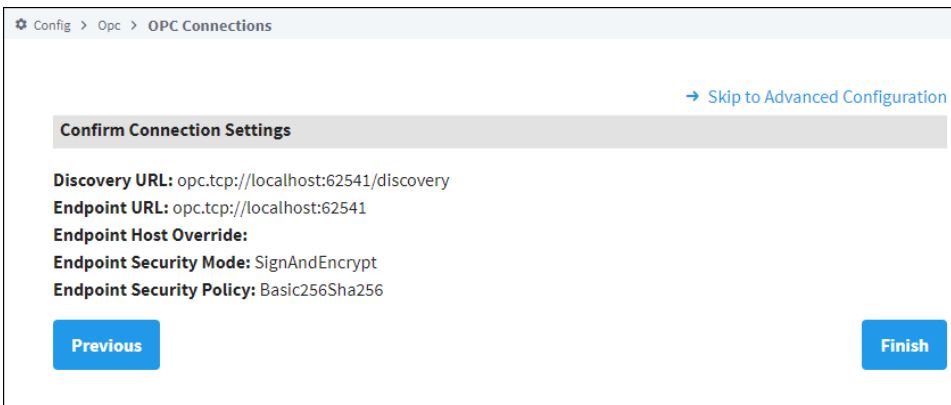 Config > Opc > OPC Connections
→ Skip to Advanced Configuration
Confirm Connection Settings
Discovery URL: opc.tcp://localhost:62541/discovery
Endpoint URL: opc.tcp://localhost:62541
Endpoint Host Override:
Endpoint Security Mode: SignAndEncrypt
Endpoint Security Policy: Basic256Sha256
Previous Finish